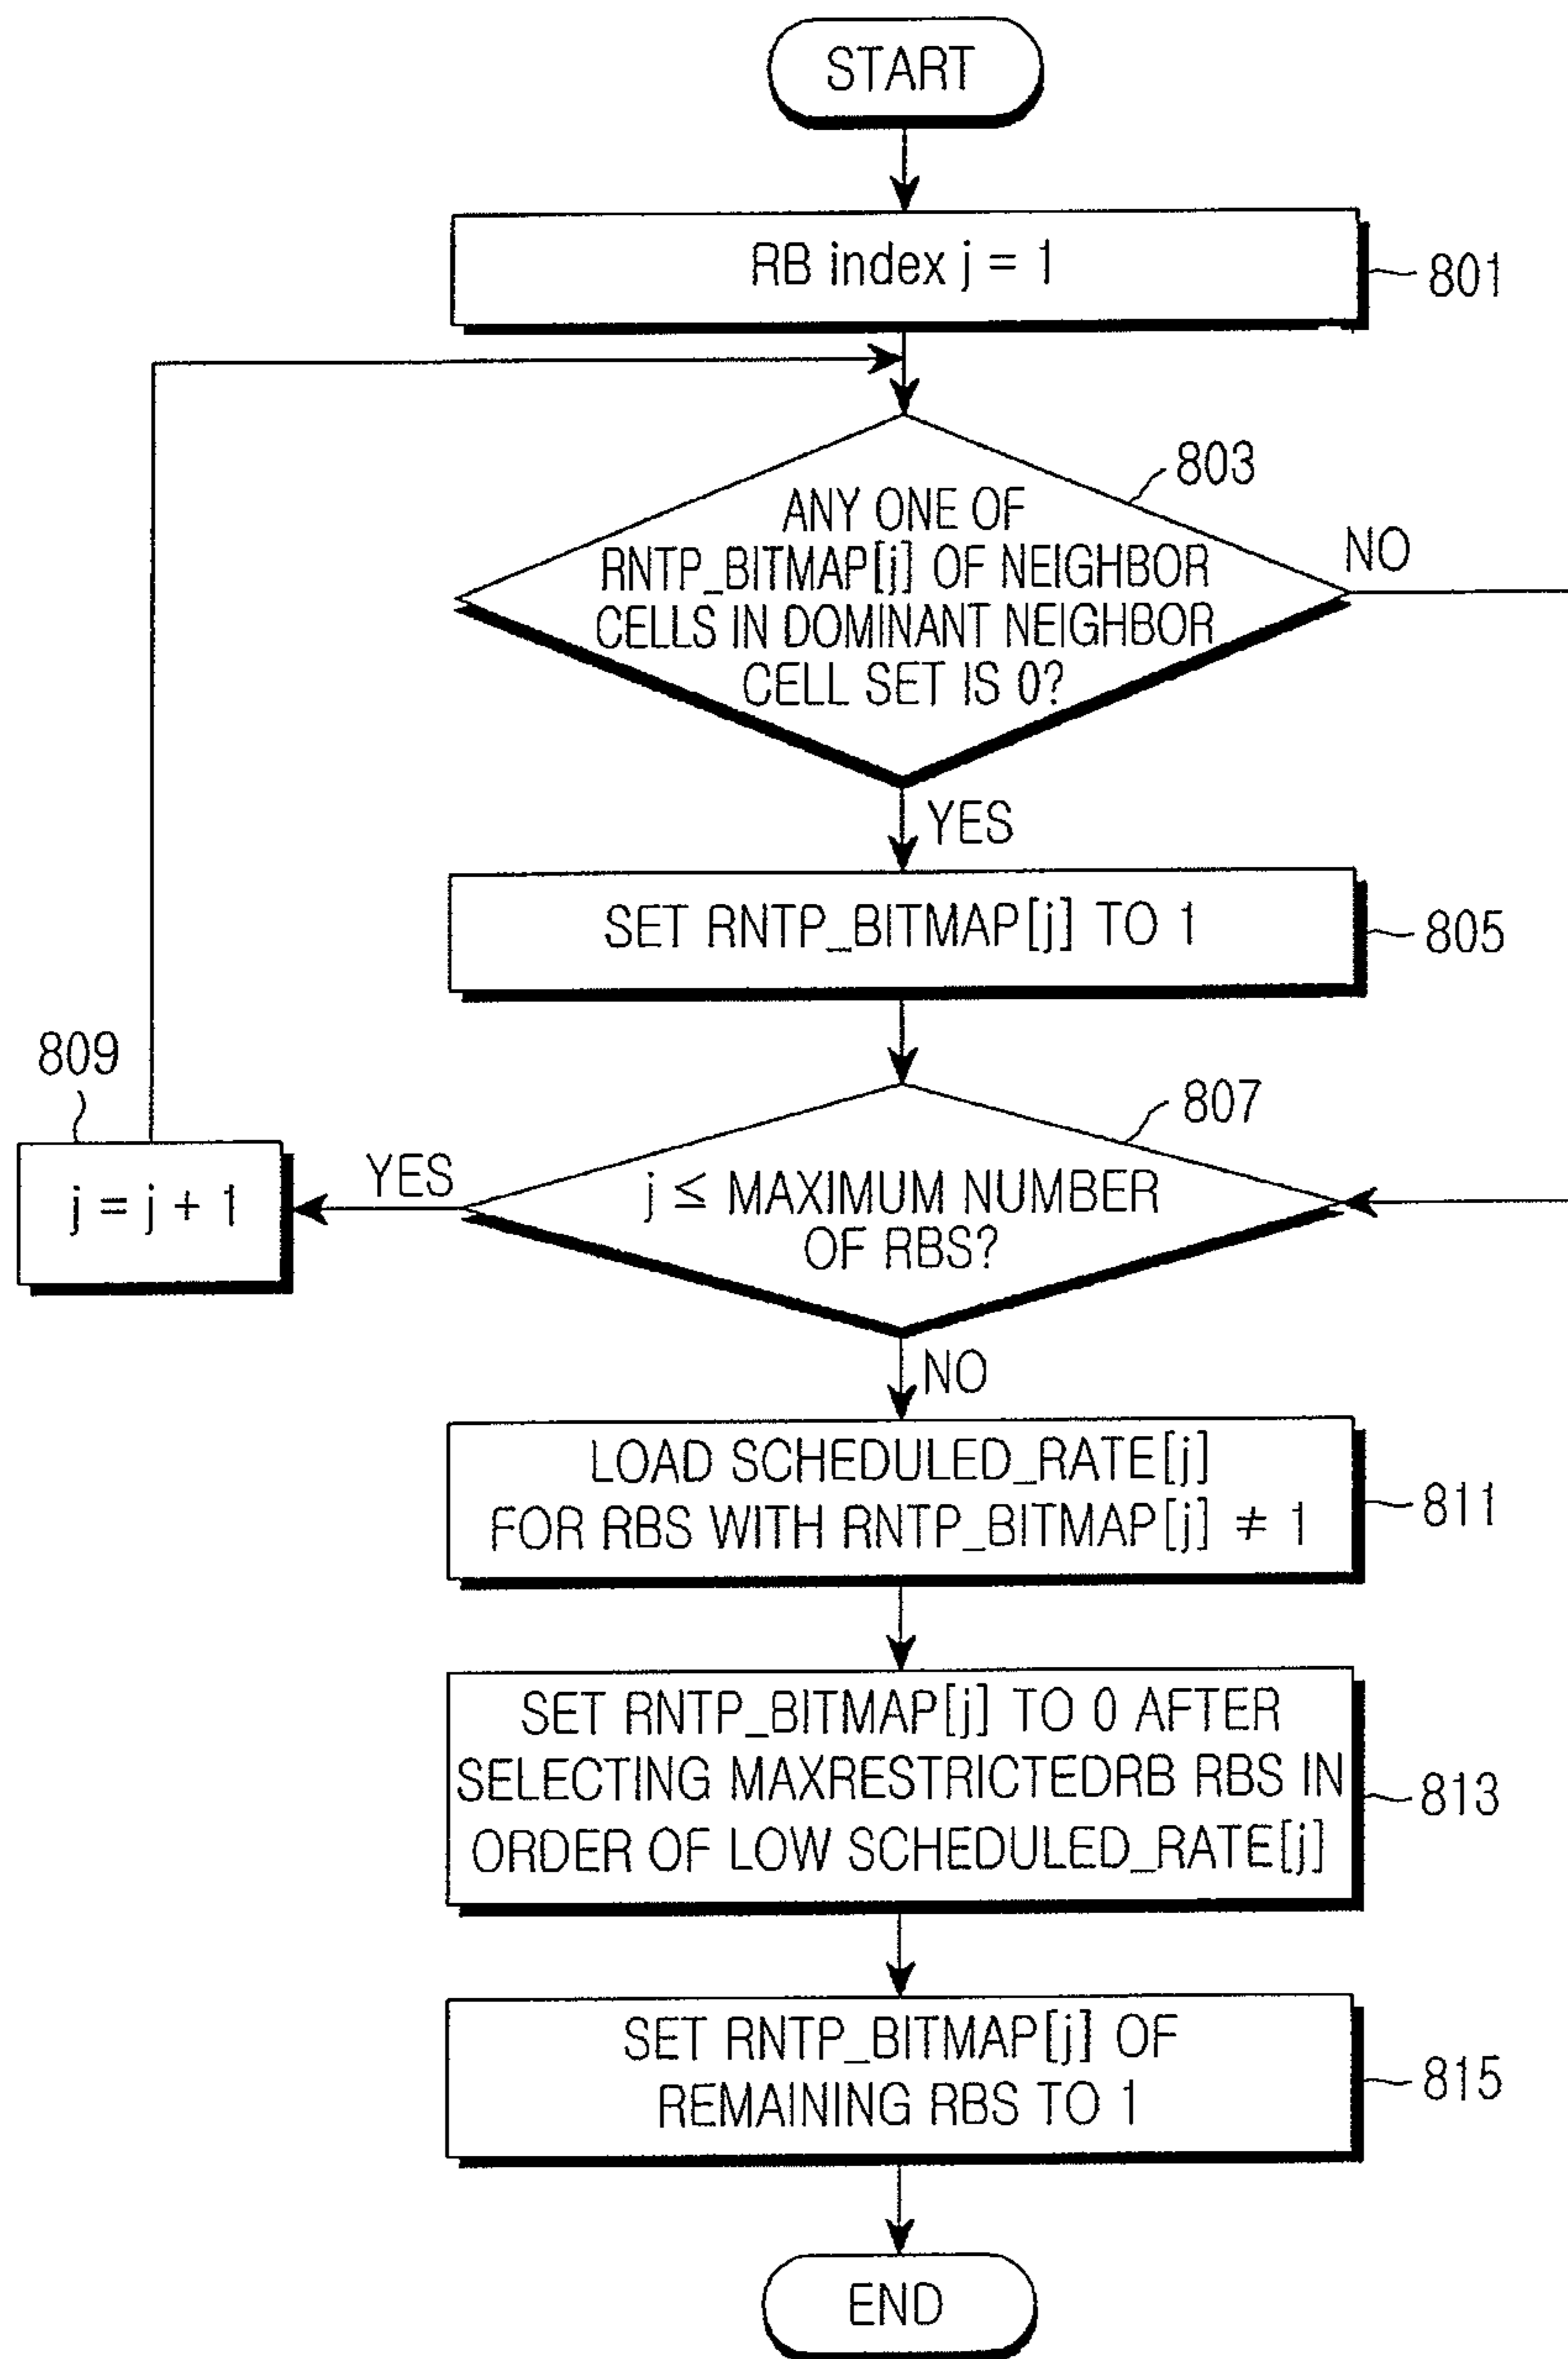 START
RB index j = 1
801
803
ANY ONE OF
RNTP_BITMAP[j] OF NEIGHBOR
CELLS IN DOMINANT NEIGHBOR
CELL SET IS 0?
NO
YES
SET RNTP_BITMAP[j] TO 1
805
809
807
j = j + 1
YES
j ≤ MAXIMUM NUMBER
OF RBS?
NO
LOAD SCHEDULED_RATE[j]
FOR RBS WITH RNTP_BITMAP[j] ≠ 1
811
SET RNTP_BITMAP[j] TO 0 AFTER
SELECTING MAXRESTRICTEDRB RBS IN
ORDER OF LOW SCHEDULED_RATE[j]
813
SET RNTP_BITMAP[j] OF
REMAINING RBS TO 1
815
END